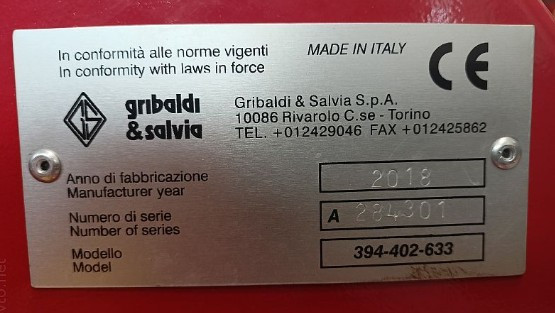 In conformità alle norme vigenti
In conformity with laws in force
MADE IN ITALY
CE
gribaldi
& salvia
Gribaldi & Salvia S.p.A.
10086 Rivarolo C.se - Torino
TEL. +012429046 FAX +012425862
Anno di fabbricazione
Manufacturer year
2018
Numero di serie
Number of series
A 284301
Modello
Model
394-402-633